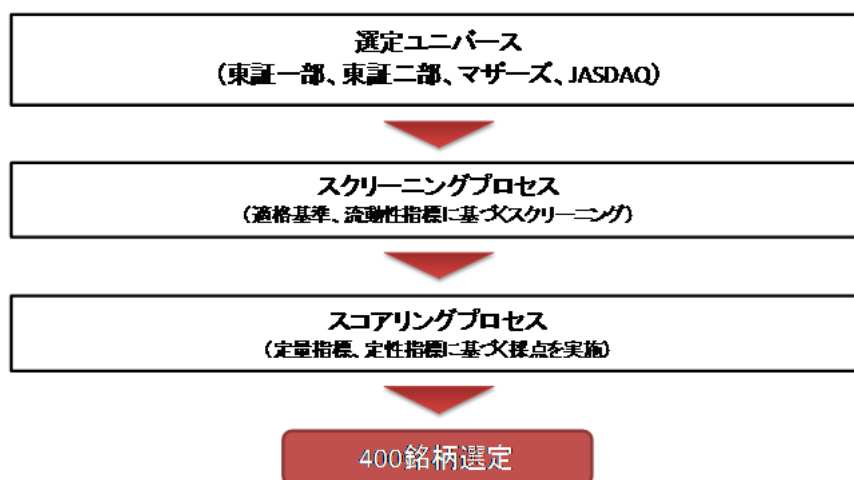 選定ユニバース
（東証一部、東証二部、マザーズ、JASDAQ）
スクリーニングプロセス
（適格基準、流動性指標に基づくスクリーニング）
スコアリングプロセス
（定量指標、定性指標に基づく採点を実施）
400銘柄選定